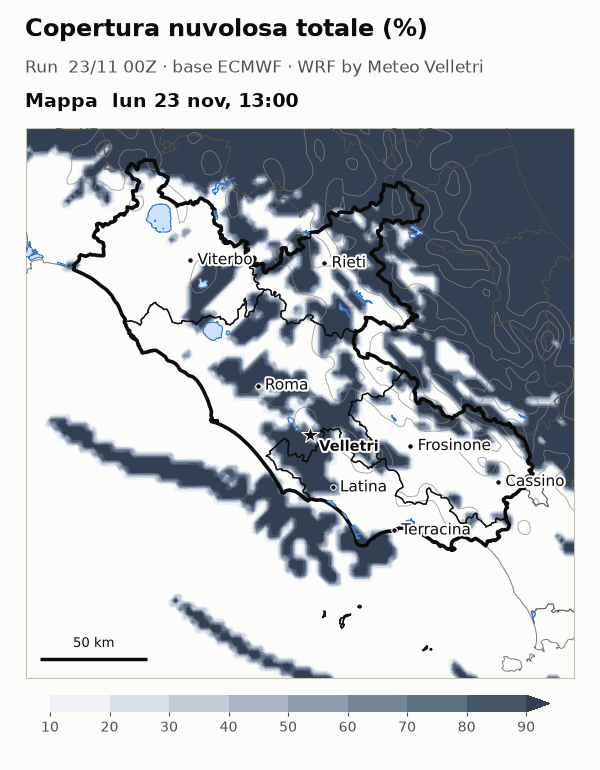 Copertura nuvolosa totale (%)
Run 23/11 00Z · base ECMWF · WRF by Meteo Velletri
Mappa lun 23 nov, 13:00
Viterbo
Rieti
Roma
Velletri
Frosinone
Cassino
Latina
Terracina
50 km
10 20 30 40 50 60 70 80 90